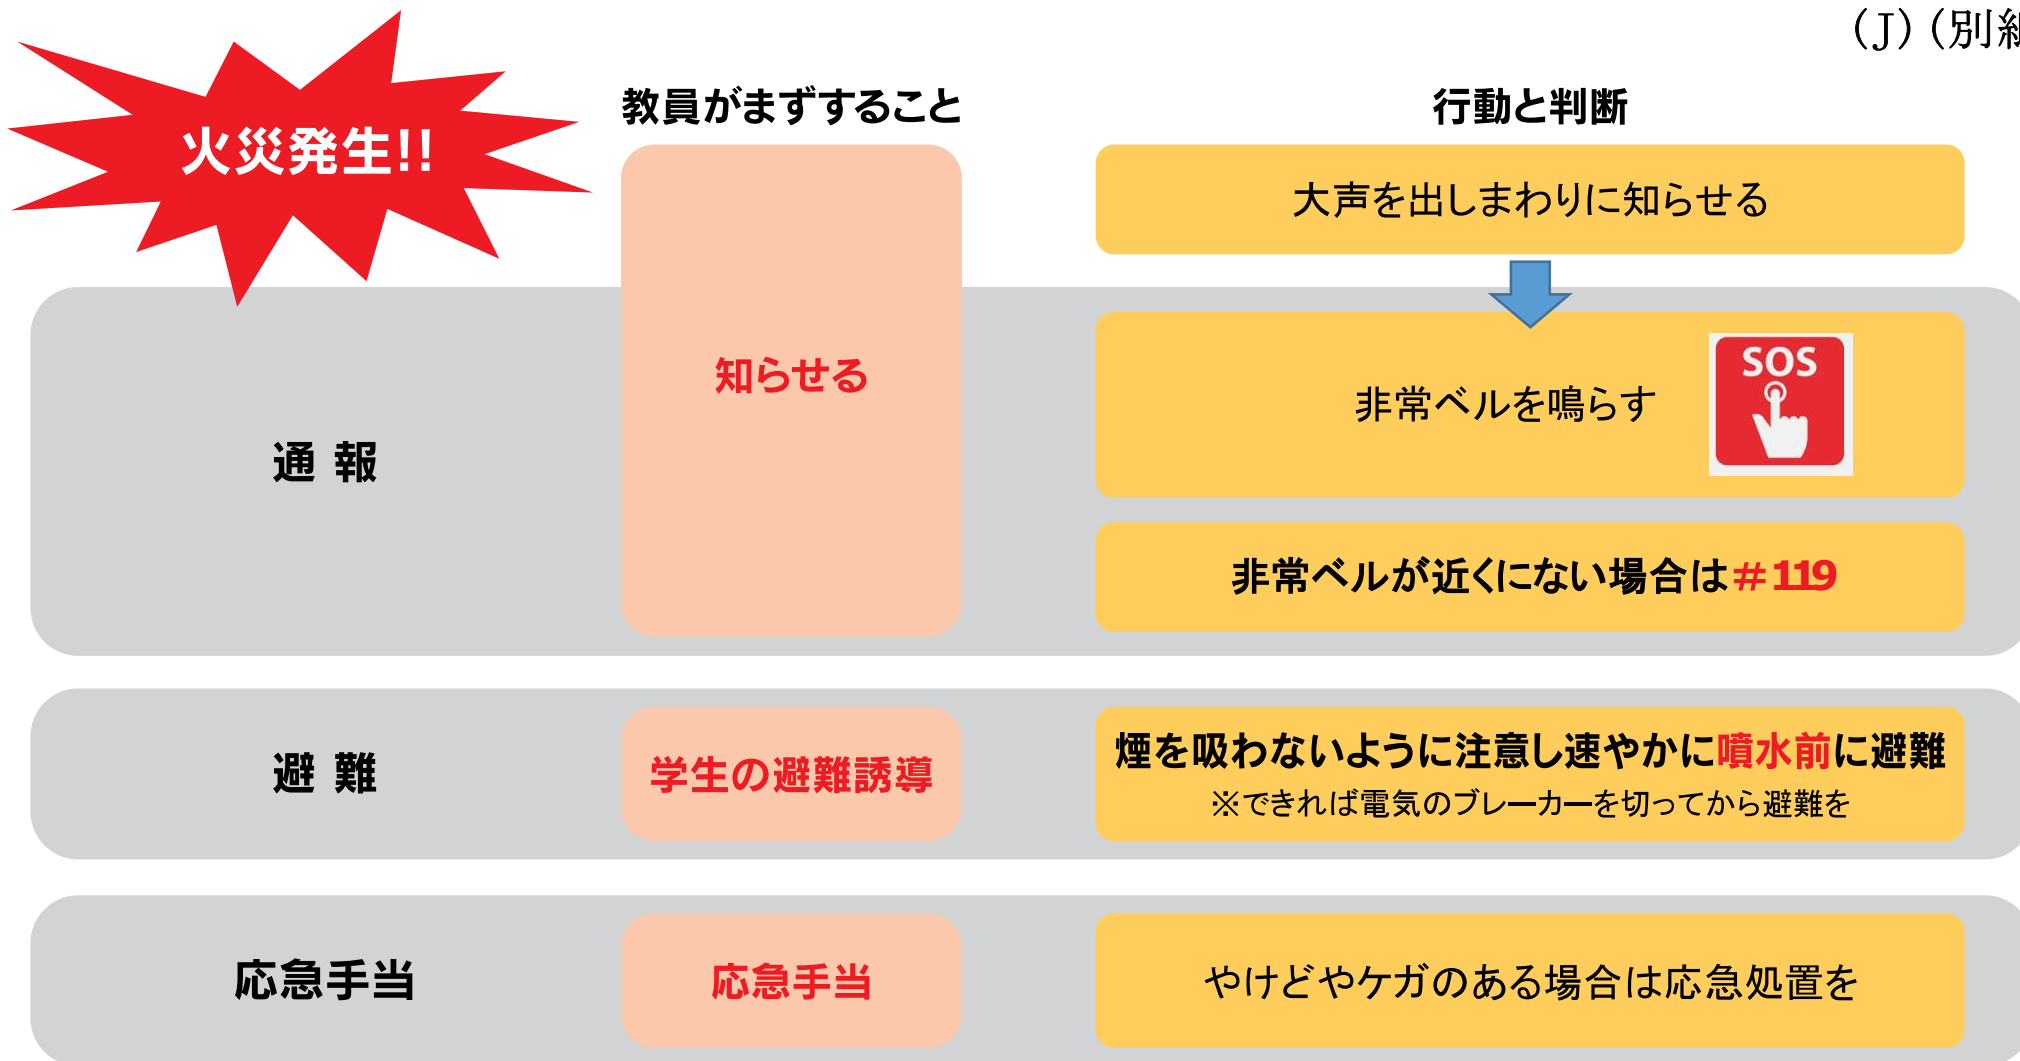 (J)(別紙
火災発生!!
教員がまずすること
行動と判断
大声を出しまわりに知らせる
知らせる
通 報
非常ベルを鳴らす
SOS
非常ベルが近くにない場合は#119
避 難
学生の避難誘導
煙を吸わないように注意し速やかに噴水前に避難
※できれば電気のブレーカーを切ってから避難を
応急手当
応急手当
やけどやケガのある場合は応急処置を